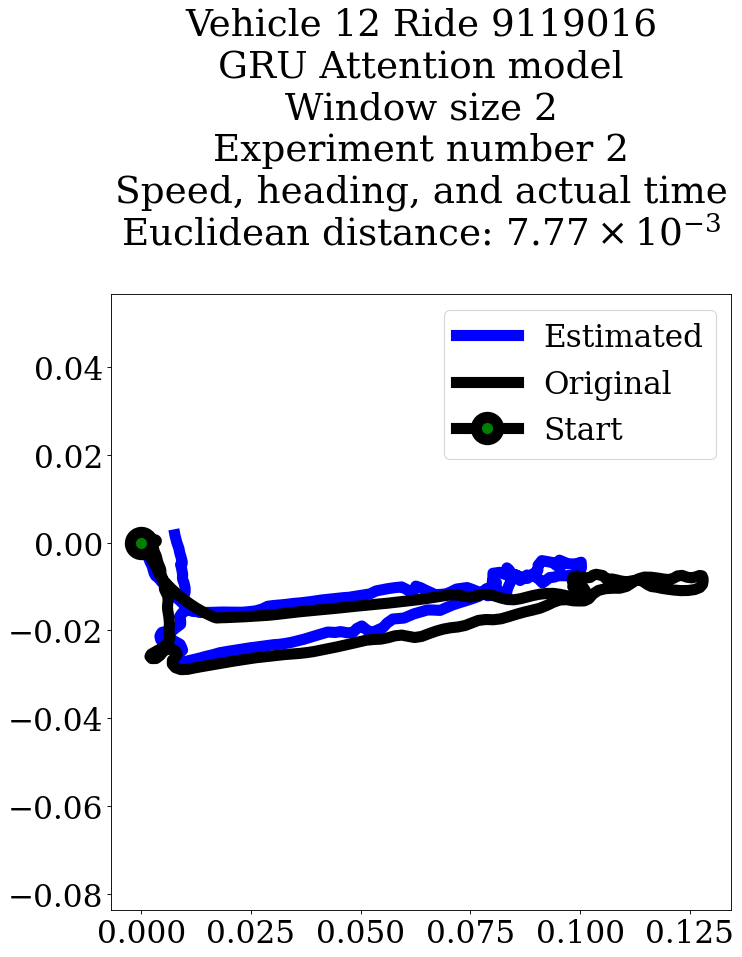 Vehicle 12 Ride 9119016
GRU Attention model
Window size 2
Experiment number 2
Speed, heading, and actual time
Euclidean distance: 7.77 × 10⁻³
Estimated
Original
Start
0.04
0.02
0.00
−0.02
−0.04
−0.06
−0.08
0.000 0.025 0.050 0.075 0.100 0.125